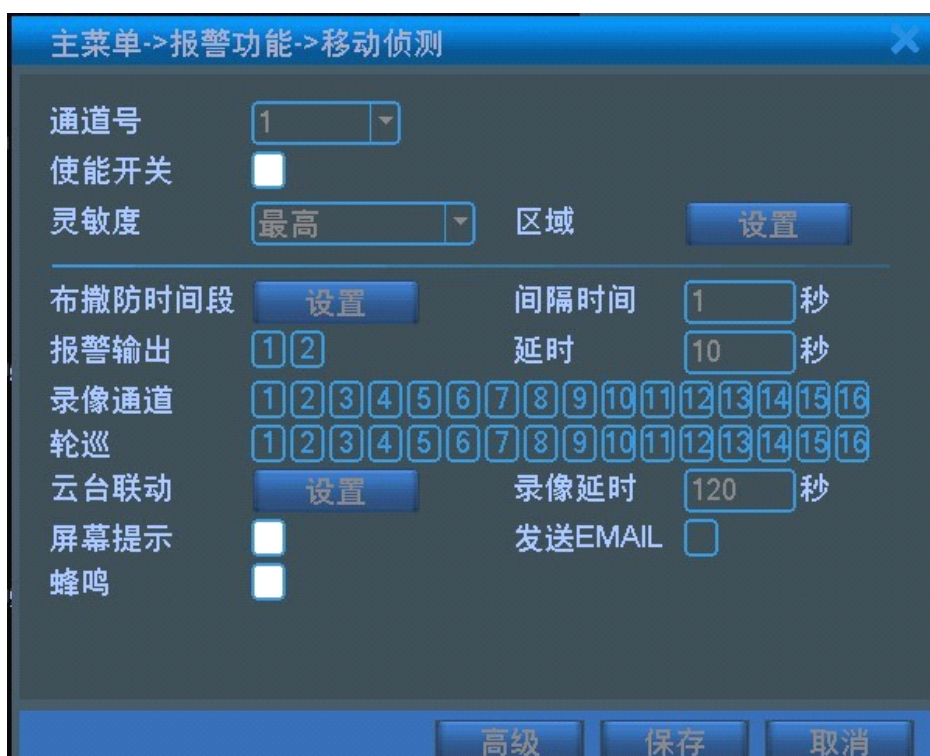 主菜单->报警功能->移动侦测
通道号 1
使能开关
灵敏度 最高 区域 设置
布撤防时间段 设置 间隔时间 1 秒
报警输出 1 2 延时 10 秒
录像通道 1 2 3 4 5 6 7 8 9 10 11 12 13 14 15 16
轮巡 1 2 3 4 5 6 7 8 9 10 11 12 13 14 15 16
云台联动 设置 录像延时 120 秒
屏幕提示 发送EMAIL
蜂鸣
高级 保存 取消